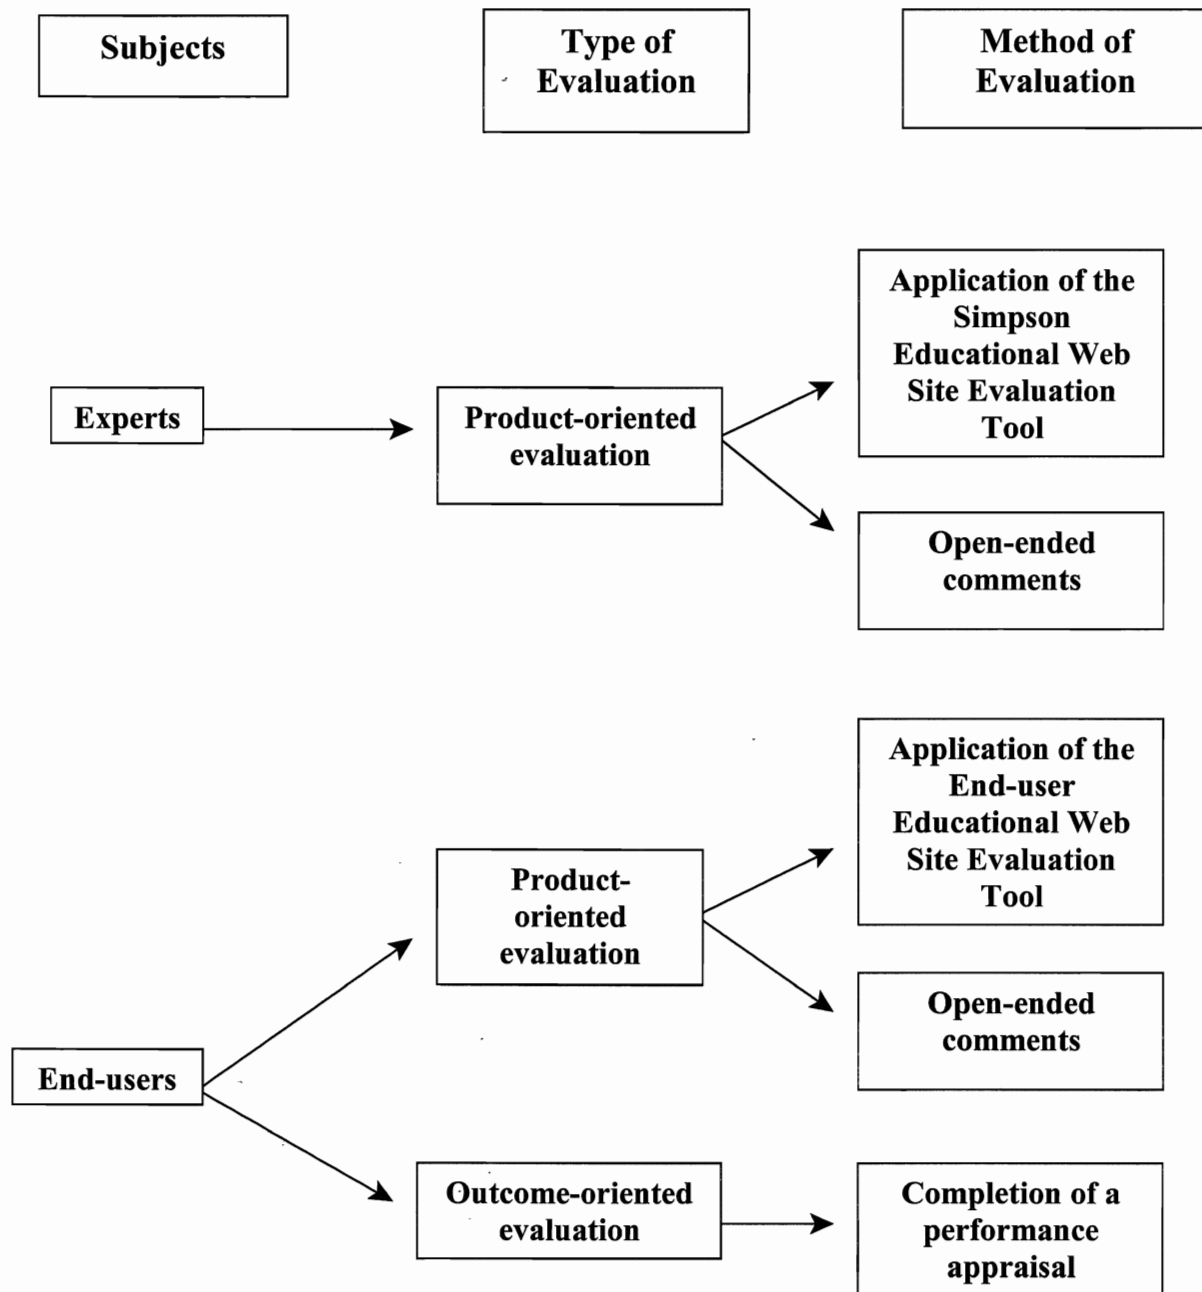 Subjects
Type of
Evaluation
Method of
Evaluation
Application of the
Simpson
Educational Web
Site Evaluation
Tool
Experts
Product-oriented
evaluation
Open-ended
comments
Application of the
End-user
Educational Web
Site Evaluation
Tool
Product-
oriented
evaluation
Open-ended
comments
End-users
Outcome-oriented
evaluation
Completion of a
performance
appraisal